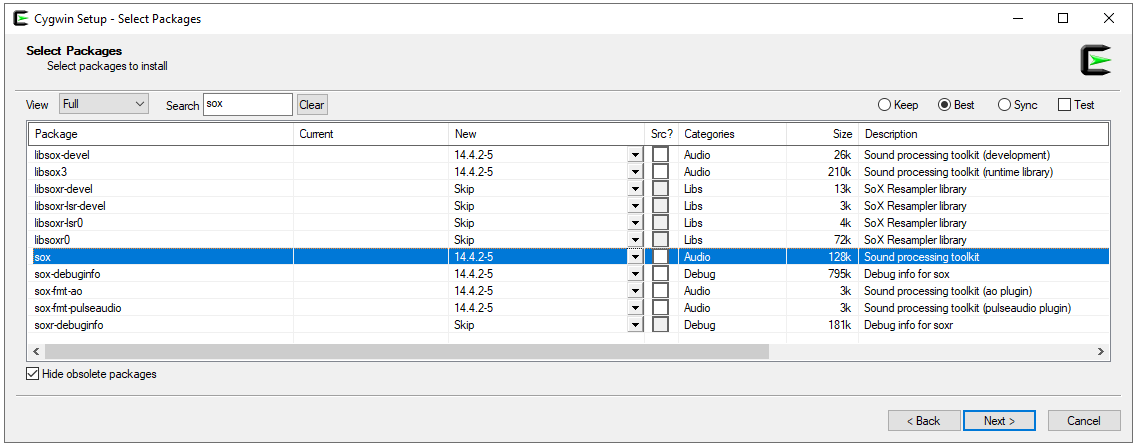 Cygwin Setup - Select Packages
Select Packages
Select packages to install
View Full Search sox Clear Keep Best Sync Test
Package Current New Src? Categories Size Description
libsox-devel 14.4.2-5 Audio 26k Sound processing toolkit (development)
libsox3 14.4.2-5 Audio 210k Sound processing toolkit (runtime library)
libsoxr-devel Skip Libs 13k SoX Resampler library
libsoxr-lsr-devel Skip Libs 3k SoX Resampler library
libsoxr-lsr0 Skip Libs 4k SoX Resampler library
libsoxr0 Skip Libs 72k SoX Resampler library
sox 14.4.2-5 Audio 128k Sound processing toolkit
sox-debuginfo 14.4.2-5 Debug 795k Debug info for sox
sox-fmt-ao 14.4.2-5 Audio 3k Sound processing toolkit (ao plugin)
sox-fmt-pulseaudio 14.4.2-5 Audio 3k Sound processing toolkit (pulseaudio plugin)
soxr-debuginfo Skip Debug 181k Debug info for soxr
Hide obsolete packages
< Back Next > Cancel